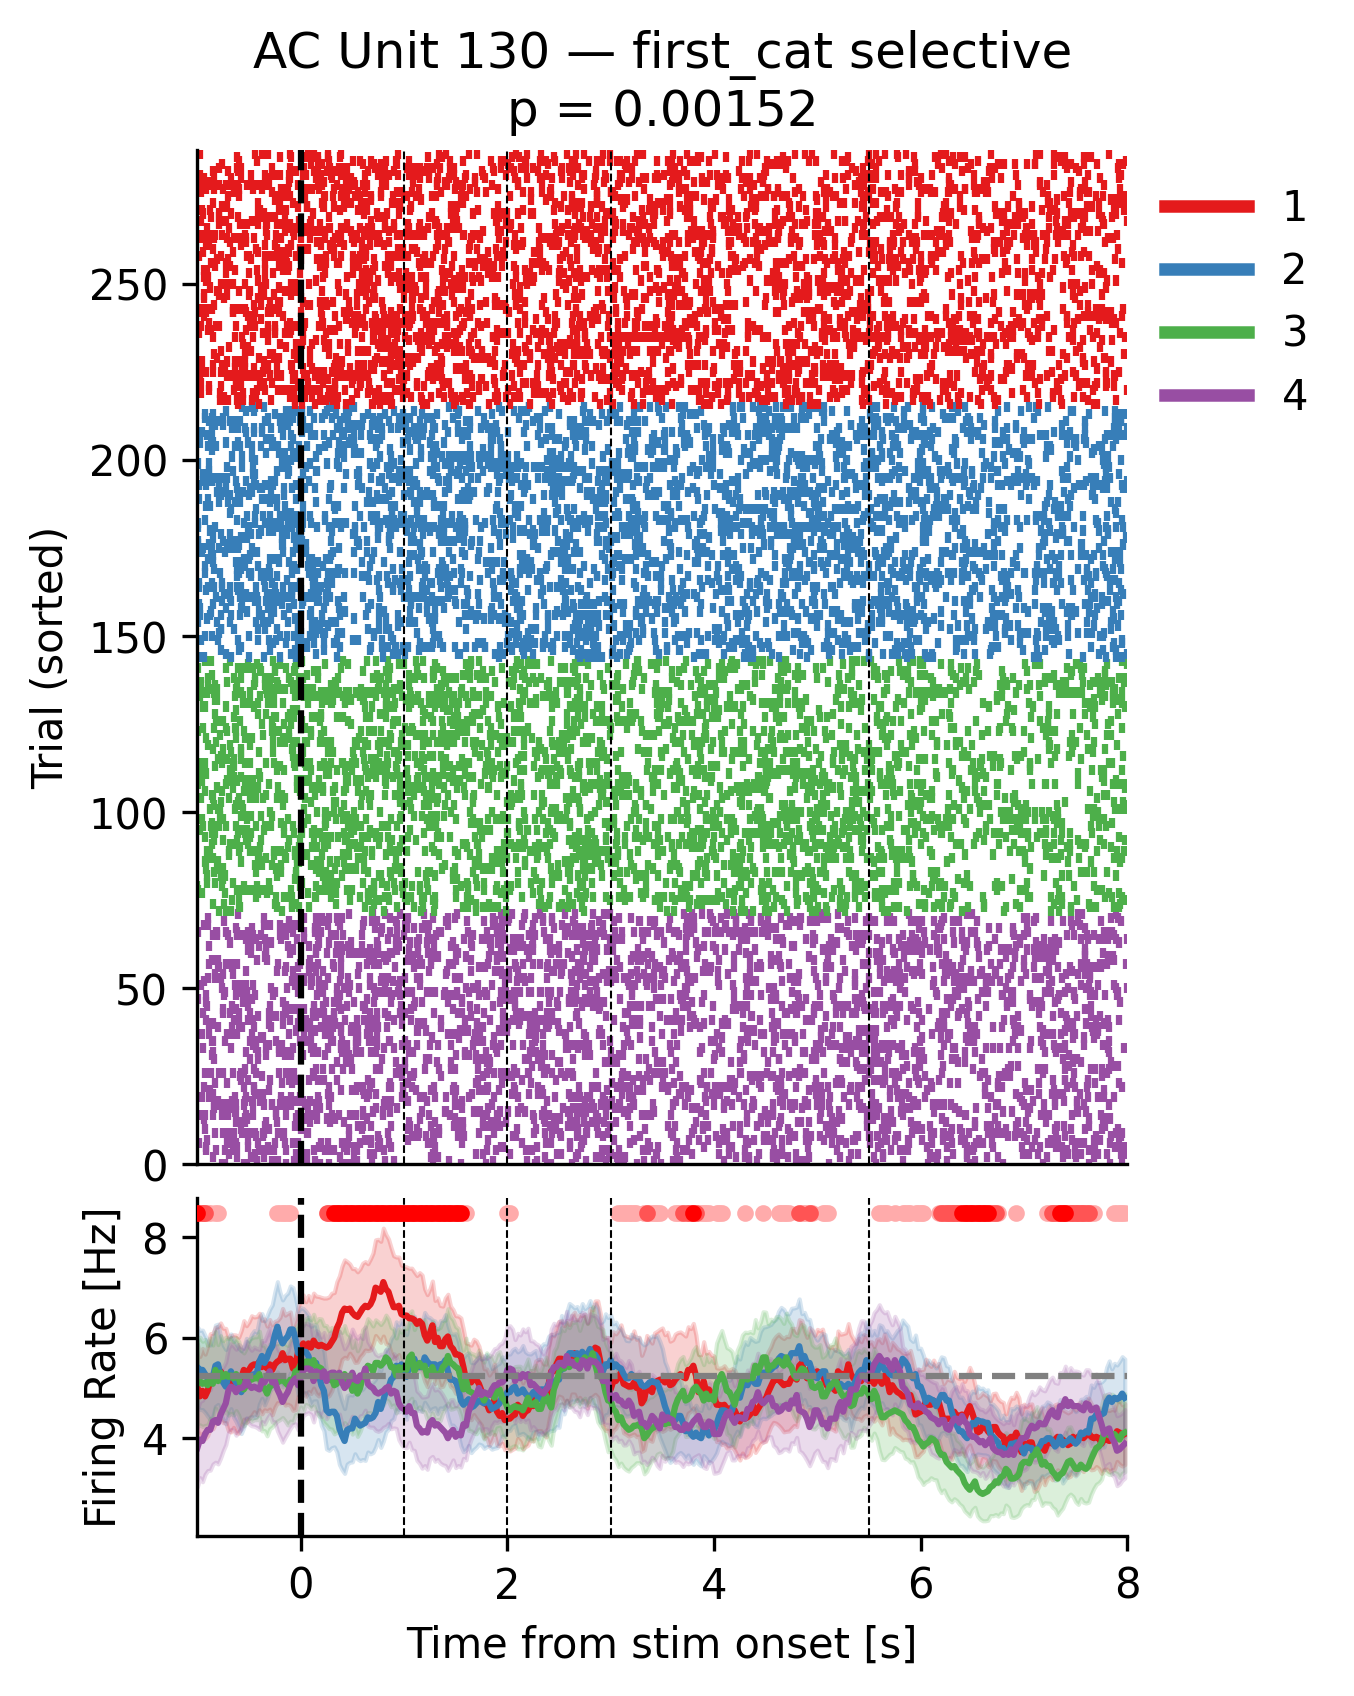 AC Unit 130 — first_cat selective
p = 0.00152
1
2
3
4
Trial (sorted)
250
200
150
100
50
0
Firing Rate [Hz]
8
6
4
0 2 4 6 8
Time from stim onset [s]